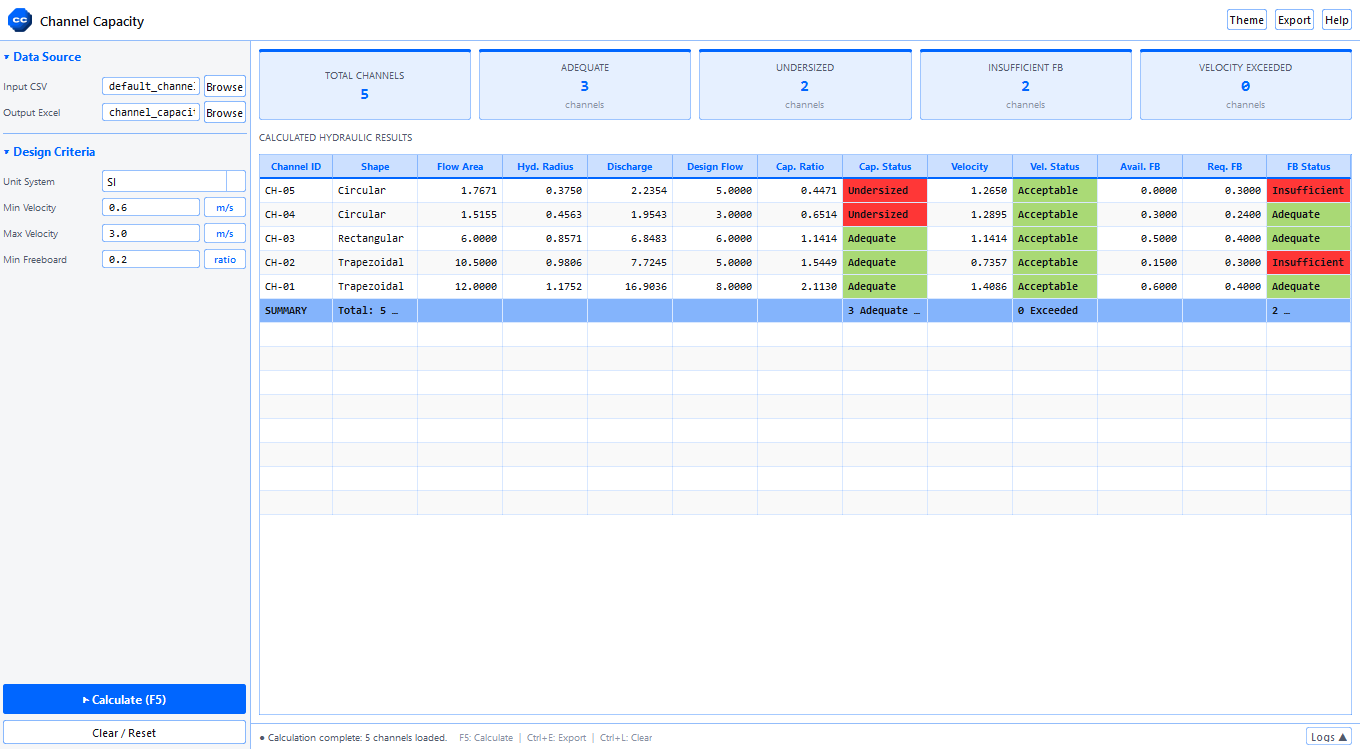 CC Channel Capacity Theme Export Help
▾ Data Source
Input CSV default_channel Browse
Output Excel channel_capacit Browse
▾ Design Criteria
Unit System SI
Min Velocity 0.6 m/s
Max Velocity 3.0 m/s
Min Freeboard 0.2 ratio
▶ Calculate (F5)
Clear / Reset
TOTAL CHANNELS
5
ADEQUATE
3
channels
UNDERSIZED
2
channels
INSUFFICIENT FB
2
channels
VELOCITY EXCEEDED
0
channels
CALCULATED HYDRAULIC RESULTS
Channel ID Shape Flow Area Hyd. Radius Discharge Design Flow Cap. Ratio Cap. Status Velocity Vel. Status Avail. FB Req. FB FB Status
CH-05 Circular 1.7671 0.3750 2.2354 5.0000 0.4471 Undersized 1.2650 Acceptable 0.0000 0.3000 Insufficient
CH-04 Circular 1.5155 0.4563 1.9543 3.0000 0.6514 Undersized 1.2895 Acceptable 0.3000 0.2400 Adequate
CH-03 Rectangular 6.0000 0.8571 6.8483 6.0000 1.1414 Adequate 1.1414 Acceptable 0.5000 0.4000 Adequate
CH-02 Trapezoidal 10.5000 0.9806 7.7245 5.0000 1.5449 Adequate 0.7357 Acceptable 0.1500 0.3000 Insufficient
CH-01 Trapezoidal 12.0000 1.1752 16.9036 8.0000 2.1130 Adequate 1.4086 Acceptable 0.6000 0.4000 Adequate
SUMMARY Total: 5 … 3 Adequate … 0 Exceeded 2 …
● Calculation complete: 5 channels loaded. F5: Calculate | Ctrl+E: Export | Ctrl+L: Clear Logs ▲